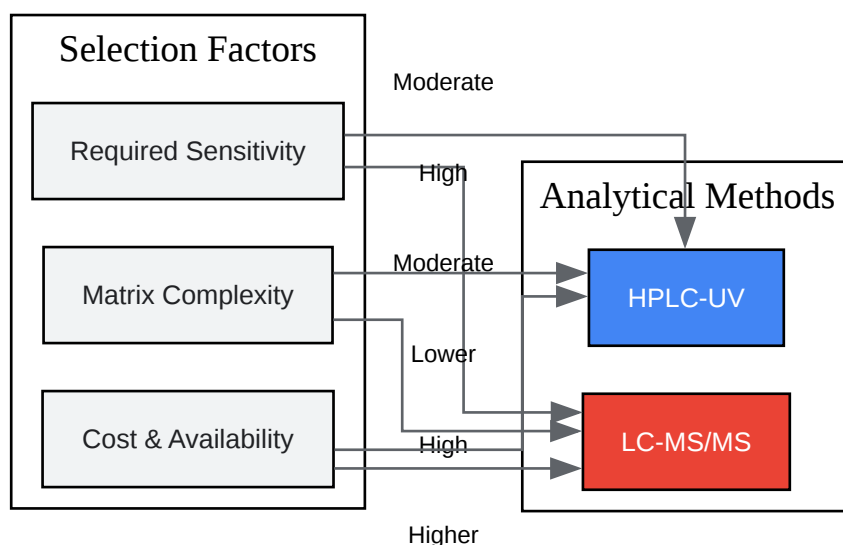 Selection Factors
Moderate
Required Sensitivity
High
Analytical Methods
Moderate
Matrix Complexity
HPLC-UV
Lower
Cost & Availability
High
LC-MS/MS
Higher